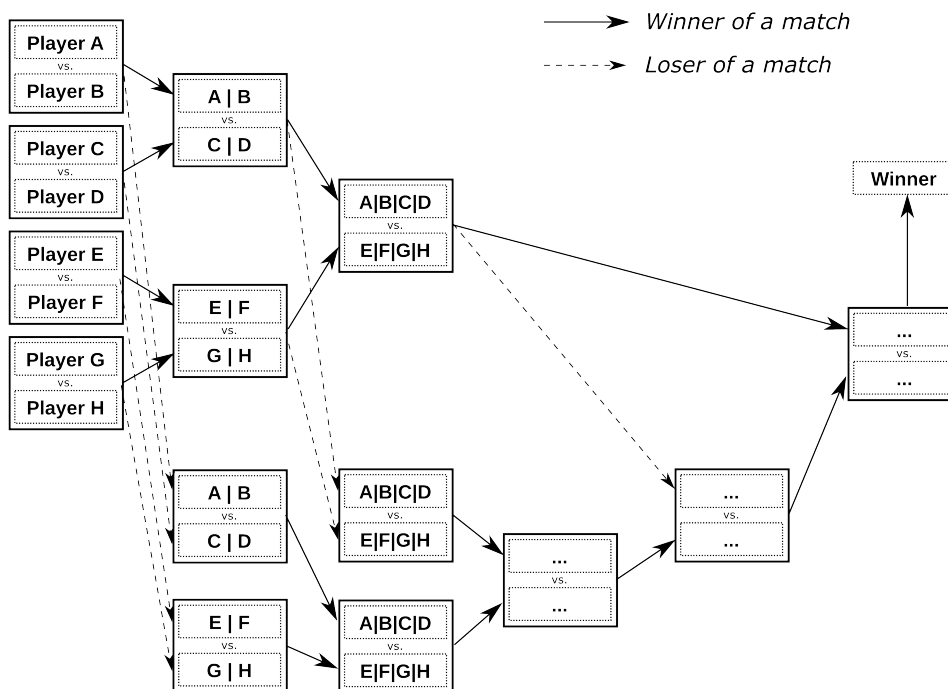 Winner of a match
Loser of a match
Player A
vs.
Player B
Player C
vs.
Player D
Player E
vs.
Player F
Player G
vs.
Player H
A | B
vs.
C | D
E | F
vs.
G | H
A | B
vs.
C | D
E | F
vs.
G | H
A|B|C|D
vs.
E|F|G|H
A|B|C|D
vs.
E|F|G|H
A|B|C|D
vs.
E|F|G|H
...
vs.
...
...
vs.
...
Winner
...
vs.
...